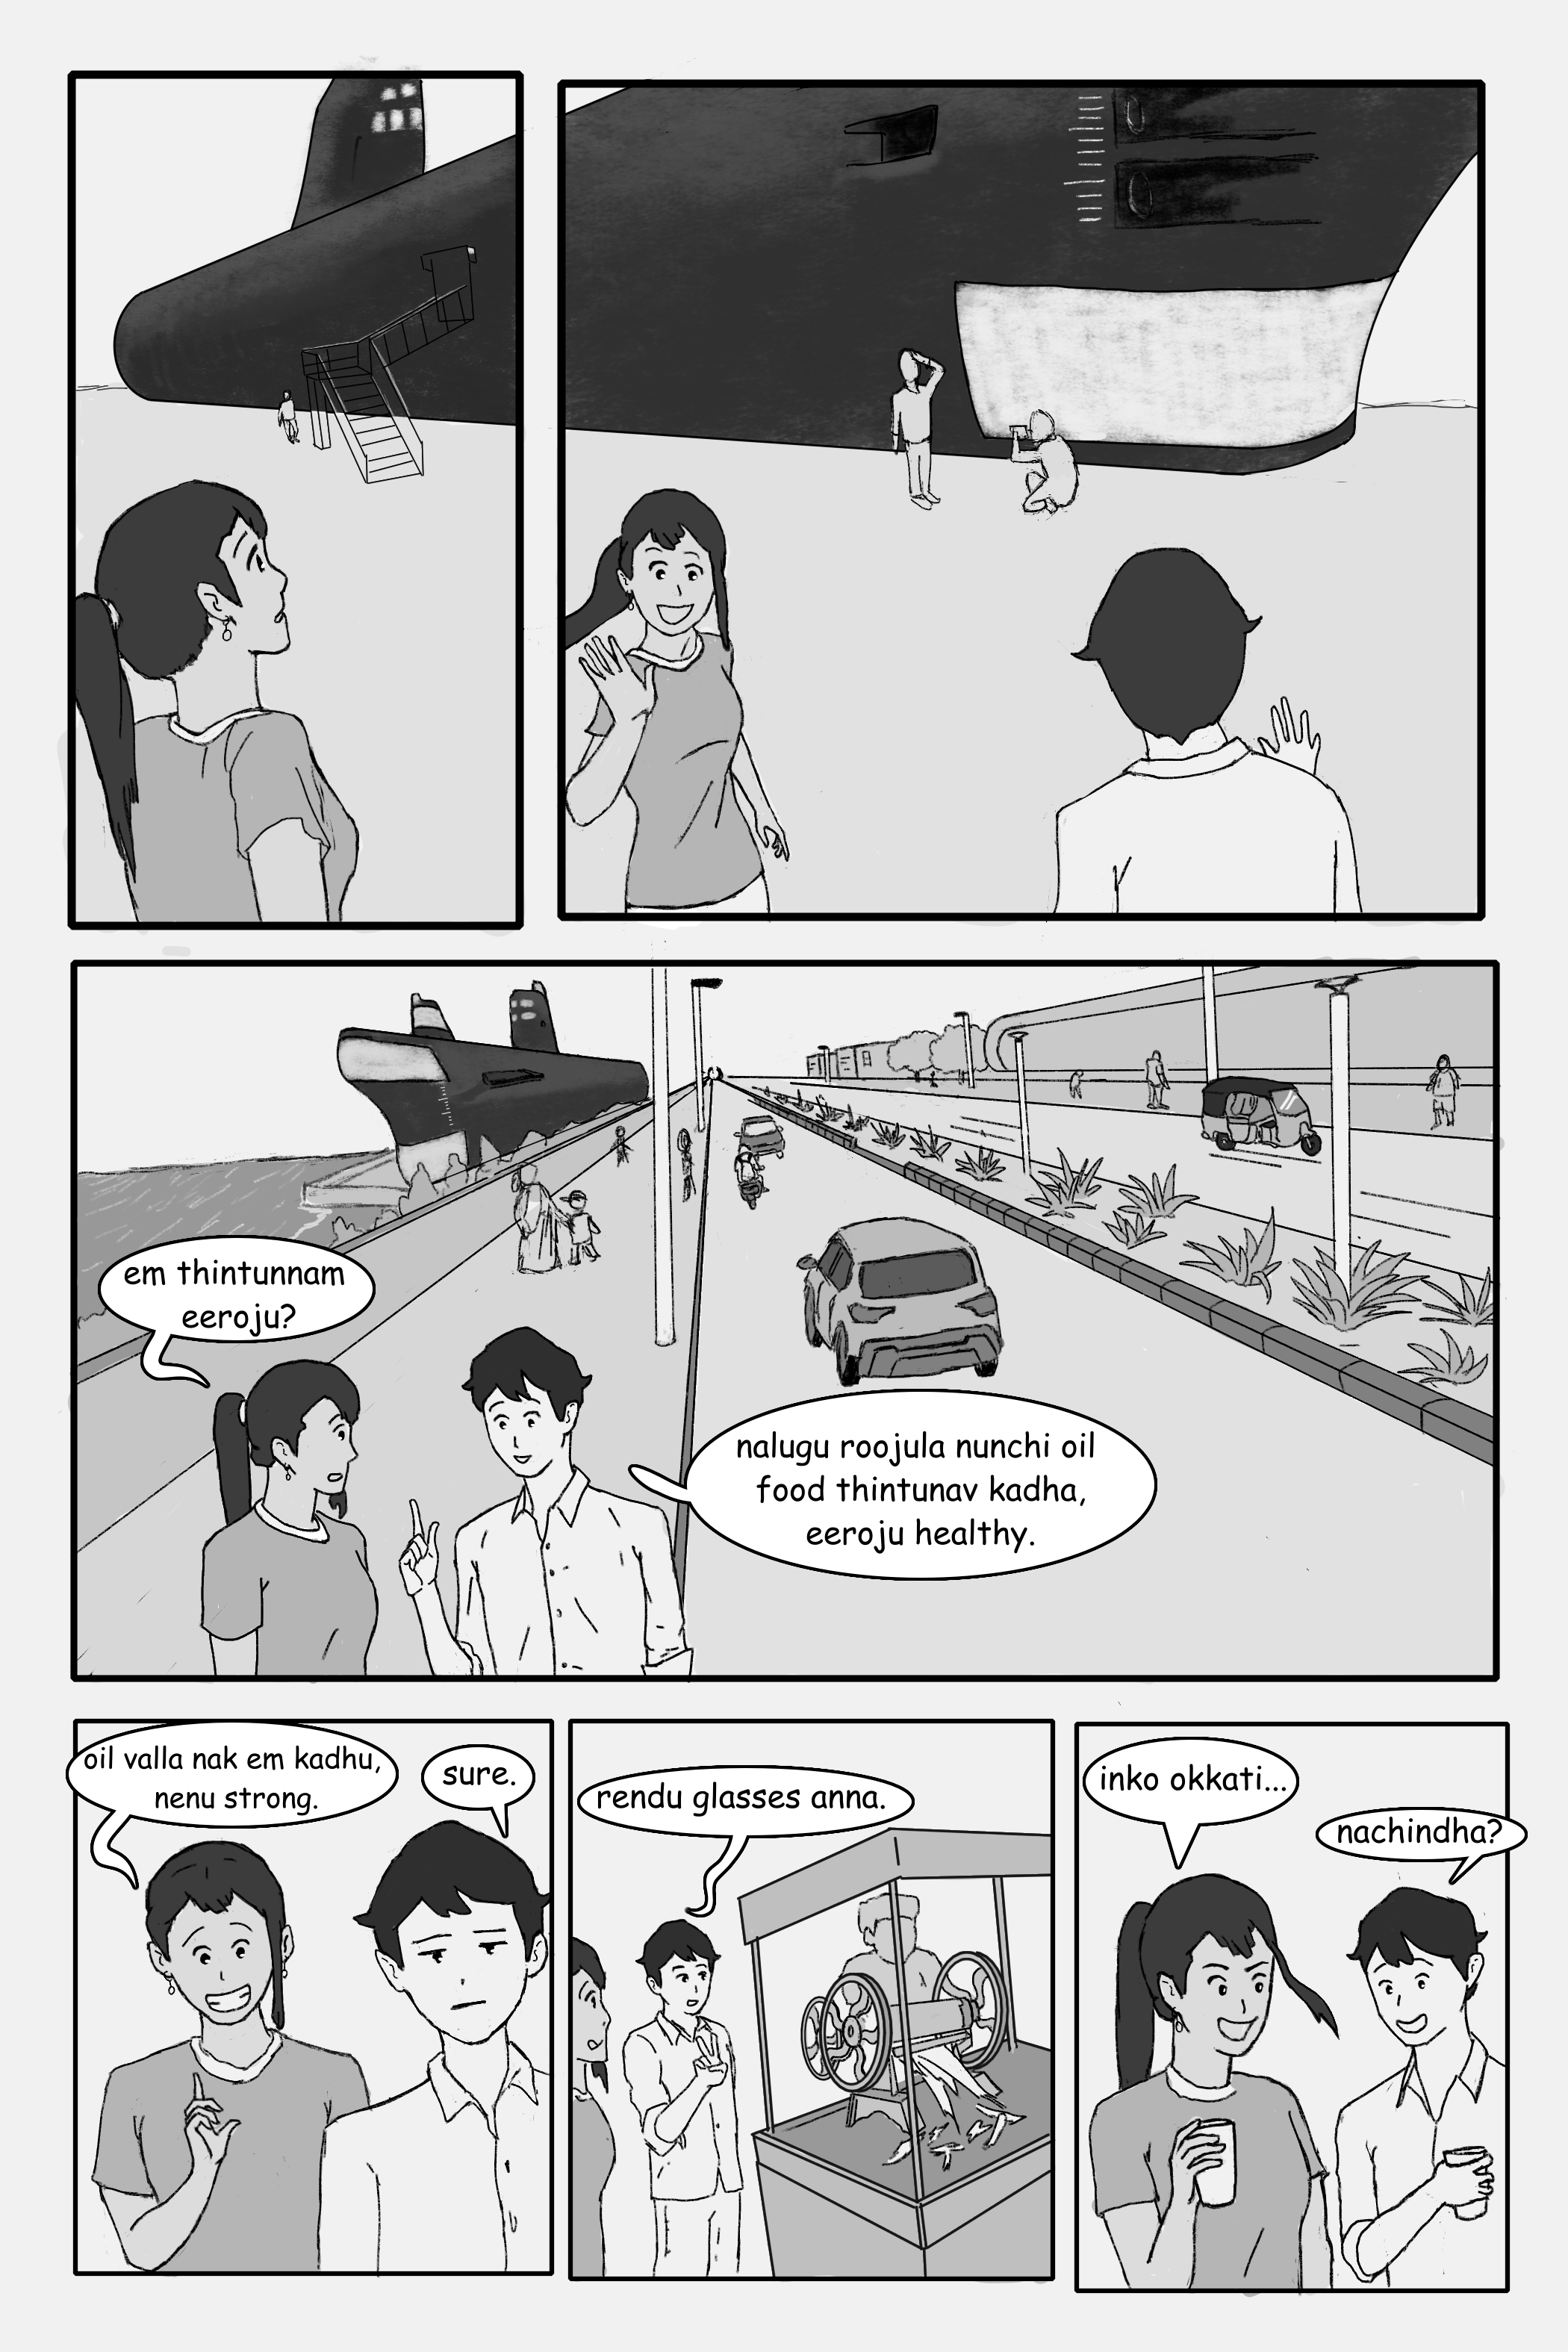 em thintunnam
eeroju?
nalugu roojula nunchi oil
food thintunav kadha,
eeroju healthy.
oil valla nak em kadhu,
nenu strong.
sure.
rendu glasses anna.
inko okkati...
nachindha?